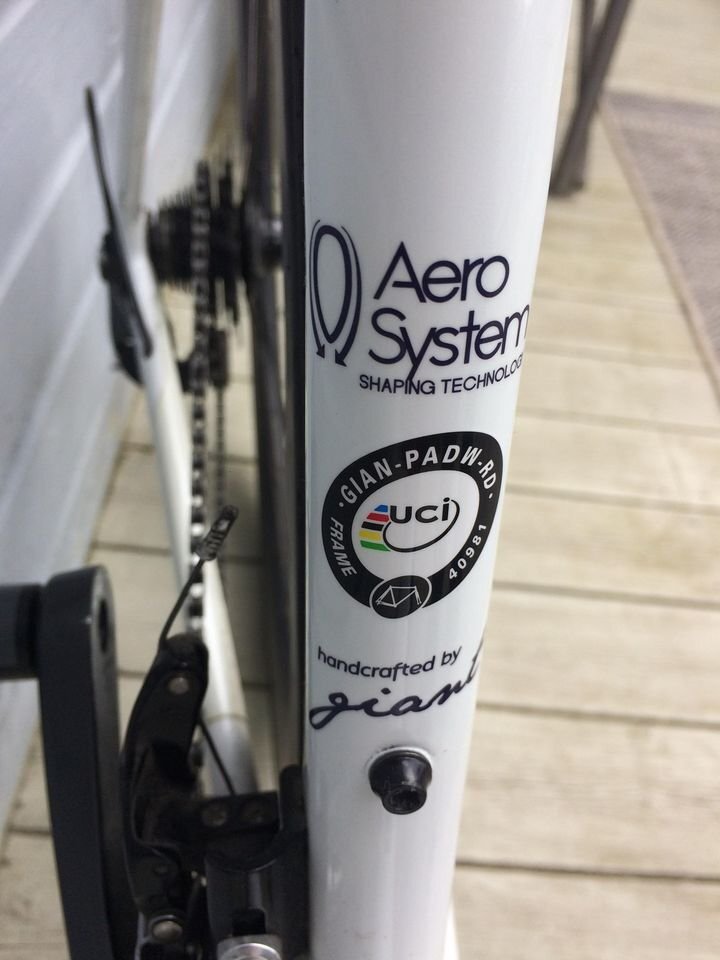 Aero
System
SHAPING TECHNOLOG
·GIAN-PADW-RD·
UCI
FRAME
40981
handcrafted by
giant